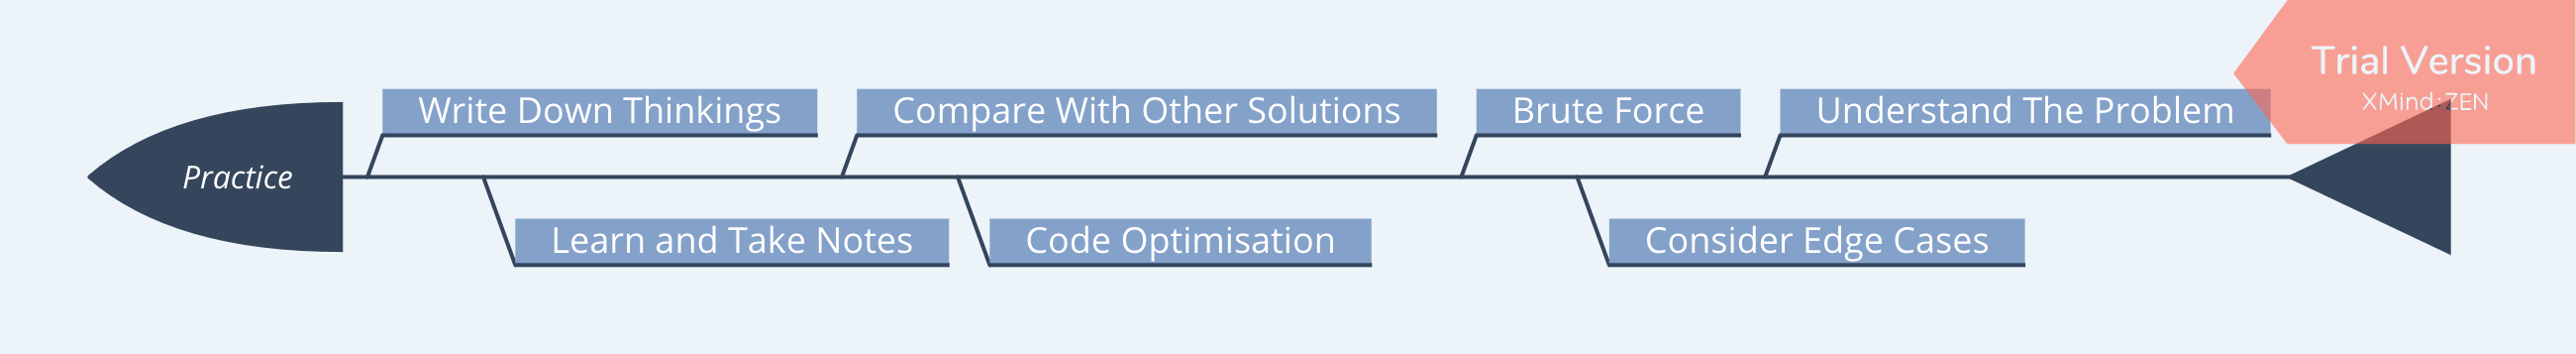 Trial Version
XMind:ZEN
Write Down Thinkings
Compare With Other Solutions
Brute Force
Understand The Problem
Practice
Learn and Take Notes
Code Optimisation
Consider Edge Cases